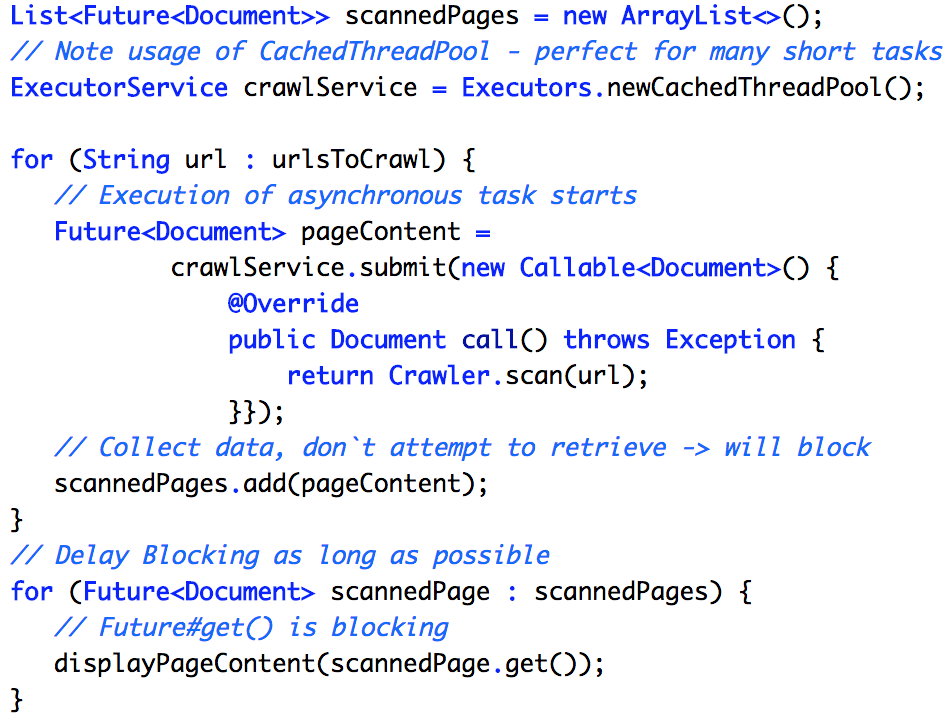 List<Future<Document>> scannedPages = new ArrayList<>();
// Note usage of CachedThreadPool - perfect for many short tasks
ExecutorService crawlService = Executors.newCachedThreadPool();
for (String url : urlsToCrawl) {
// Execution of asynchronous task starts
Future<Document> pageContent =
crawlService.submit(new Callable<Document>() {
@Override
public Document call() throws Exception {
return Crawler.scan(url);
}});
// Collect data, don`t attempt to retrieve -> will block
scannedPages.add(pageContent);
}
// Delay Blocking as long as possible
for (Future<Document> scannedPage : scannedPages) {
// Future#get() is blocking
displayPageContent(scannedPage.get());
}